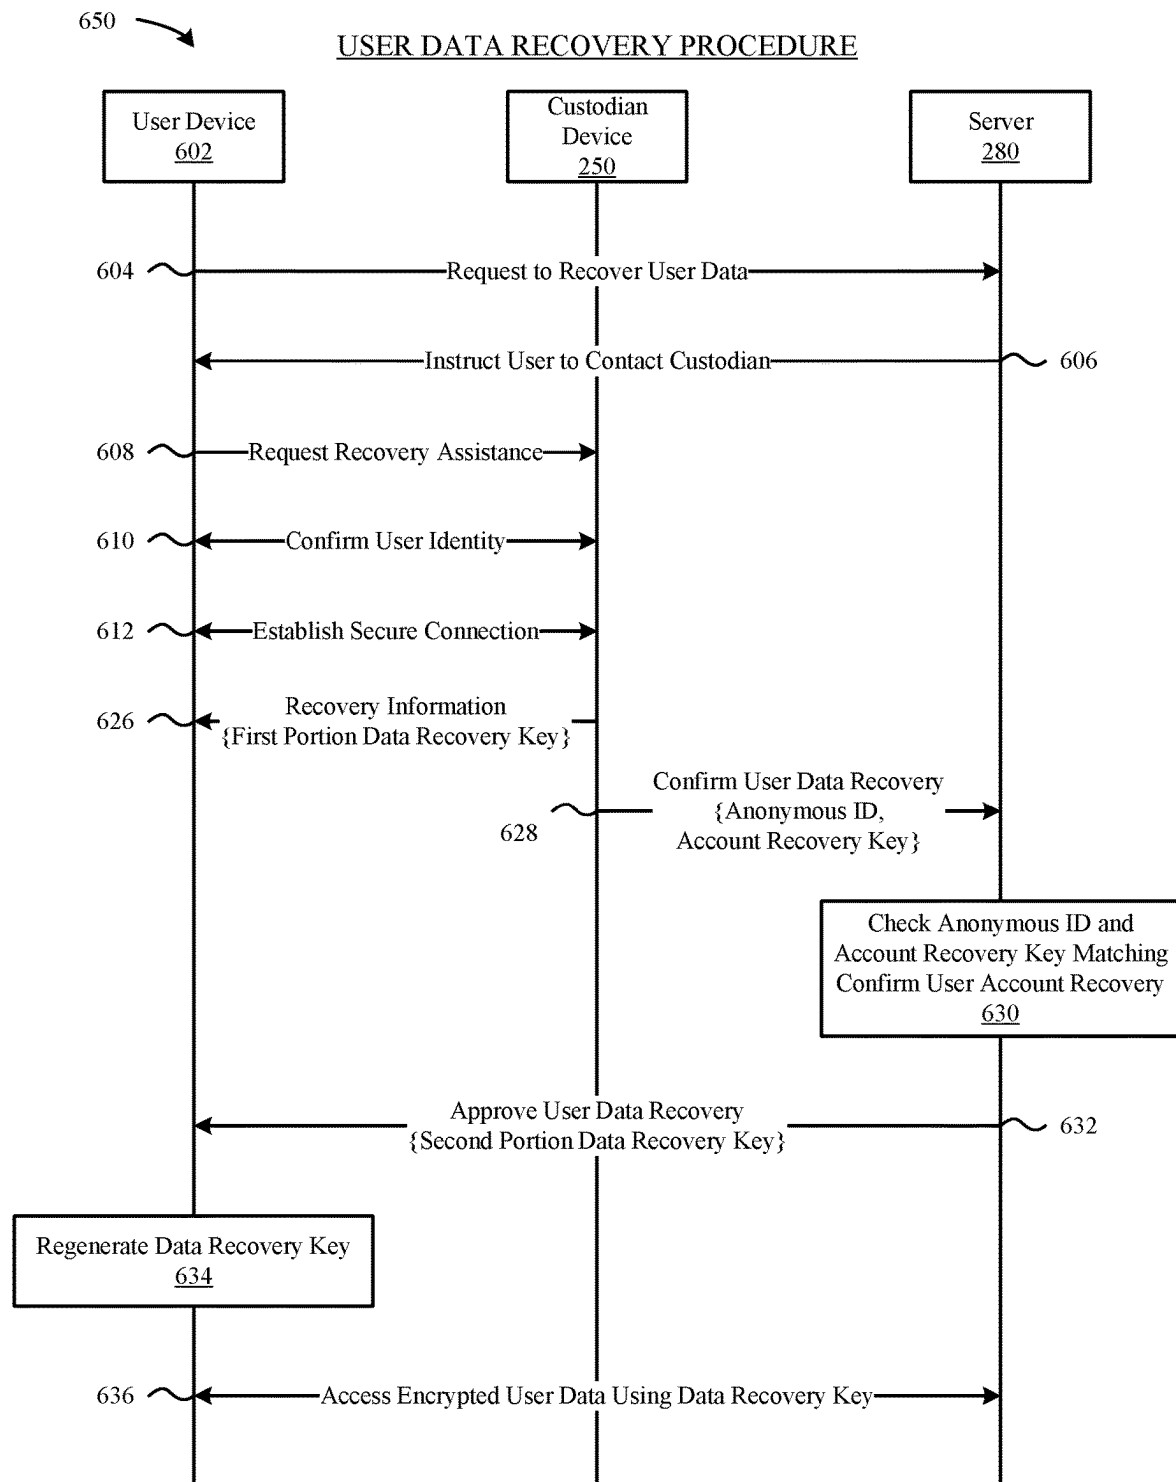 650
USER DATA RECOVERY PROCEDURE
User Device
602
Custodian
Device
250
Server
280
604
Request to Recover User Data
Instruct User to Contact Custodian
606
608
Request Recovery Assistance
610
Confirm User Identity
612
Establish Secure Connection
626
Recovery Information
{First Portion Data Recovery Key}
628
Confirm User Data Recovery
{Anonymous ID,
Account Recovery Key}
Check Anonymous ID and
Account Recovery Key Matching
Confirm User Account Recovery
630
Approve User Data Recovery
{Second Portion Data Recovery Key}
632
Regenerate Data Recovery Key
634
636
Access Encrypted User Data Using Data Recovery Key